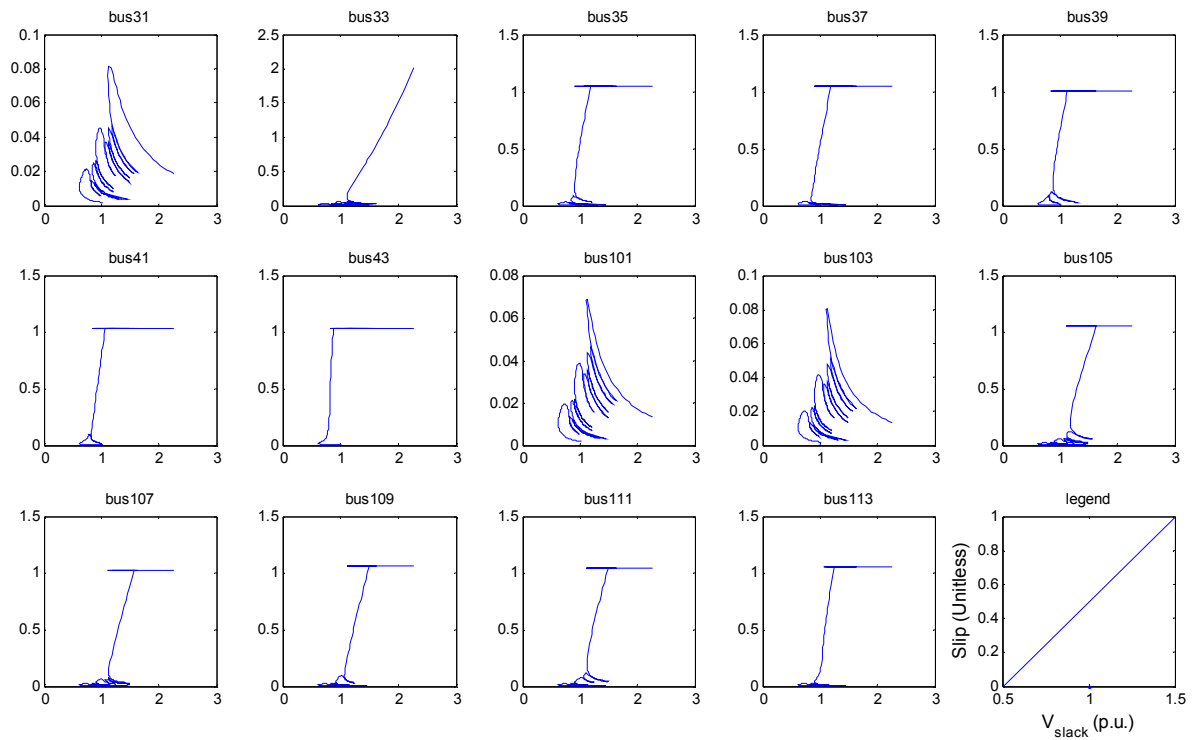 bus31 bus33 bus35 bus37 bus39
0.1 2.5 1.5 1.5 1.5
0.08 2
0.06 1.5 1 1 1
0.04 1 0.5 0.5 0.5
0.02 0.5
0 0 0 0 0
0 1 2 3 0 1 2 3 0 1 2 3 0 1 2 3 0 1 2 3
bus41 bus43 bus101 bus103 bus105
1.5 1.5 0.08 0.1 1.5
0.08
1 1 0.06 0.06 1
0.04 0.04
0.5 0.5 0.02 0.02 0.5
0 0 0 0 0
0 1 2 3 0 1 2 3 0 1 2 3 0 1 2 3 0 1 2 3
bus107 bus109 bus111 bus113 legend
1.5 1.5 1.5 1.5 1
0.8
1 1 1 1 0.6
0.5 0.5 0.5 0.5 0.4
0.2
0 0 0 0 0
0 1 2 3 0 1 2 3 0 1 2 3 0 1 2 3 0.5 1 1.5
Slip (Unitless)
V_slack (p.u.)